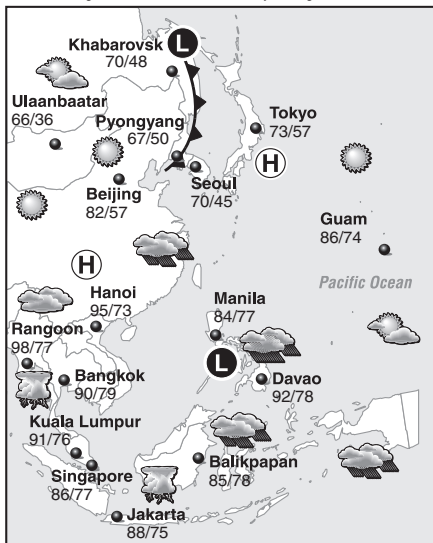 Khabarovsk
L
70/48
Ulaanbaatar
66/36
Pyongyang
67/50
Tokyo
73/57
H
Seoul
70/45
Beijing
82/57
Guam
86/74
H
Pacific Ocean
Hanoi
95/73
Manila
84/77
Rangoon
98/77
L
Bangkok
90/79
Davao
92/78
Kuala Lumpur
91/76
Singapore
86/77
Balikpapan
85/78
Jakarta
88/75